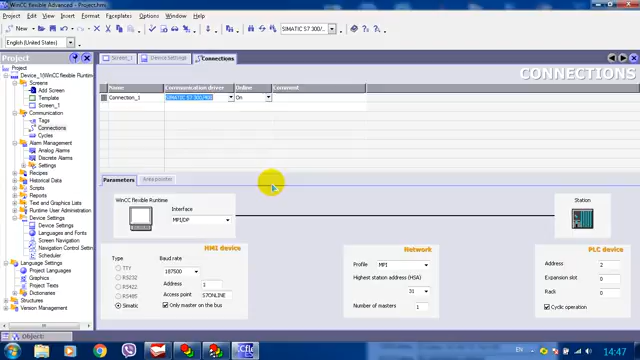 WinCC flexible Advanced - Project.hmi
Project Edit View Insert Format Faceplates Options Window Help
New SIMATIC S7 300/...
English (United States)
Project
Screen_1 Device Settings Connections
CONNECTIONS
Project
Device_1(WinCC flexible Runtime
Screens
Add Screen
Template
Screen_1
Communication
Tags
Connections
Cycles
Alarm Management
Analog Alarms
Discrete Alarms
Settings
Recipes
Historical Data
Scripts
Reports
Text and Graphics Lists
Runtime User Administration
Device Settings
Device Settings
Languages and Fonts
Screen Navigation
Navigation Control Settin
Scheduler
Language Settings
Project Languages
Graphics
Project Texts
Dictionaries
Structures
Version Management
Name Communication driver Online Comment
Connection_1 SIMATIC S7 300/400 On
Parameters Area pointer
WinCC flexible Runtime
Interface
MPI/DP
Station
HMI device
Type
TTY
RS232
RS422
RS485
Simatic
Baud rate
187500
Address 1
Access point S7ONLINE
Only master on the bus
Network
Profile MPI
Highest station address (HSA)
31
Number of masters 1
PLC device
Address 2
Expansion slot 0
Rack 0
Cyclic operation
Object:
EN 14:47